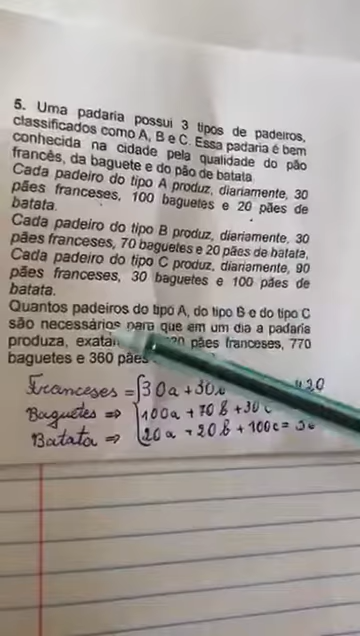 5. Uma padaria possui 3 tipos de padeiros,
classificados como A, B e C. Essa padaria é bem
conhecida na cidade pela qualidade do pão
francês, da baguete e do pão de batata.
Cada padeiro do tipo A produz, diariamente, 30
pães franceses, 100 baguetes e 20 pães de
batata.
Cada padeiro do tipo B produz, diariamente, 30
pães franceses, 70 baguetes e 20 pães de batata.
Cada padeiro do tipo C produz, diariamente, 90
pães franceses, 30 baguetes e 100 pães de
batata.
Quantos padeiros do tipo A, do tipo B e do tipo C
são necessários para que em um dia a padaria
produza, pães franceses, 770
baguetes e 360 pães
Franceses = 30a + 30 420
Baguetes ⇒ 100a + 70b + 30c
Batata ⇒ 20a + 20b + 100c =